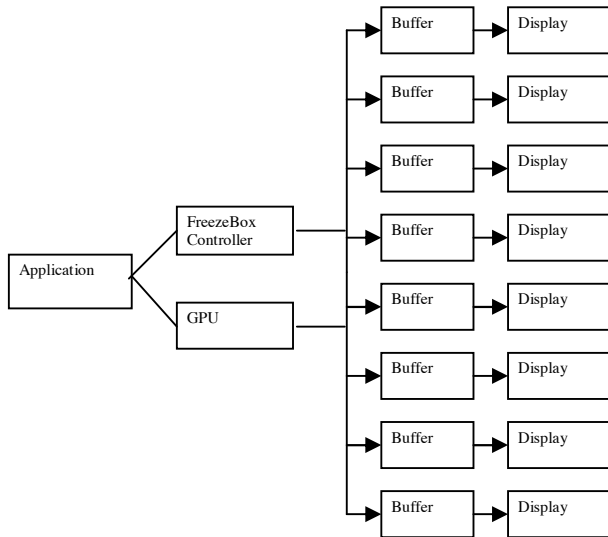 Buffer
Display
Buffer
Display
Buffer
Display
FreezeBox
Controller
Buffer
Display
Application
GPU
Buffer
Display
Buffer
Display
Buffer
Display
Buffer
Display